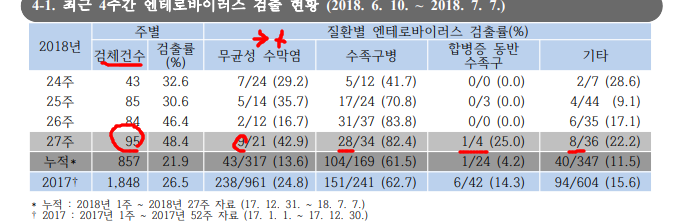 4-1. 최근 4주간 엔테로바이러스 검출 현황 (2018. 6. 10. ~ 2018. 7. 7.)
2018년 주별 질환별 엔테로바이러스 검출률(%)
검체건수 검출률 (%) 무균성 수막염 수족구병 합병증 동반 수족구 기타
24주 43 32.6 7/24 (29.2) 5/12 (41.7) 0/0 (0.0) 2/7 (28.6)
25주 85 30.6 5/14 (35.7) 17/24 (70.8) 0/3 (0.0) 4/44 (9.1)
26주 84 46.4 2/12 (16.7) 31/37 (83.8) 0/0 (0.0) 6/35 (17.1)
27주 95 48.4 9/21 (42.9) 28/34 (82.4) 1/4 (25.0) 8/36 (22.2)
누적* 857 21.9 43/317 (13.6) 104/169 (61.5) 1/24 (4.2) 40/347 (11.5)
2017† 1,848 26.5 238/961 (24.8) 151/241 (62.7) 6/42 (14.3) 94/604 (15.6)
* 누적 : 2018년 1주 ~ 2018년 27주 자료 (17. 12. 31. ~ 18. 7. 7.)
† 2017 : 2017년 1주 ~ 2017년 52주 자료 (17. 1. 1. ~ 17. 12. 30.)